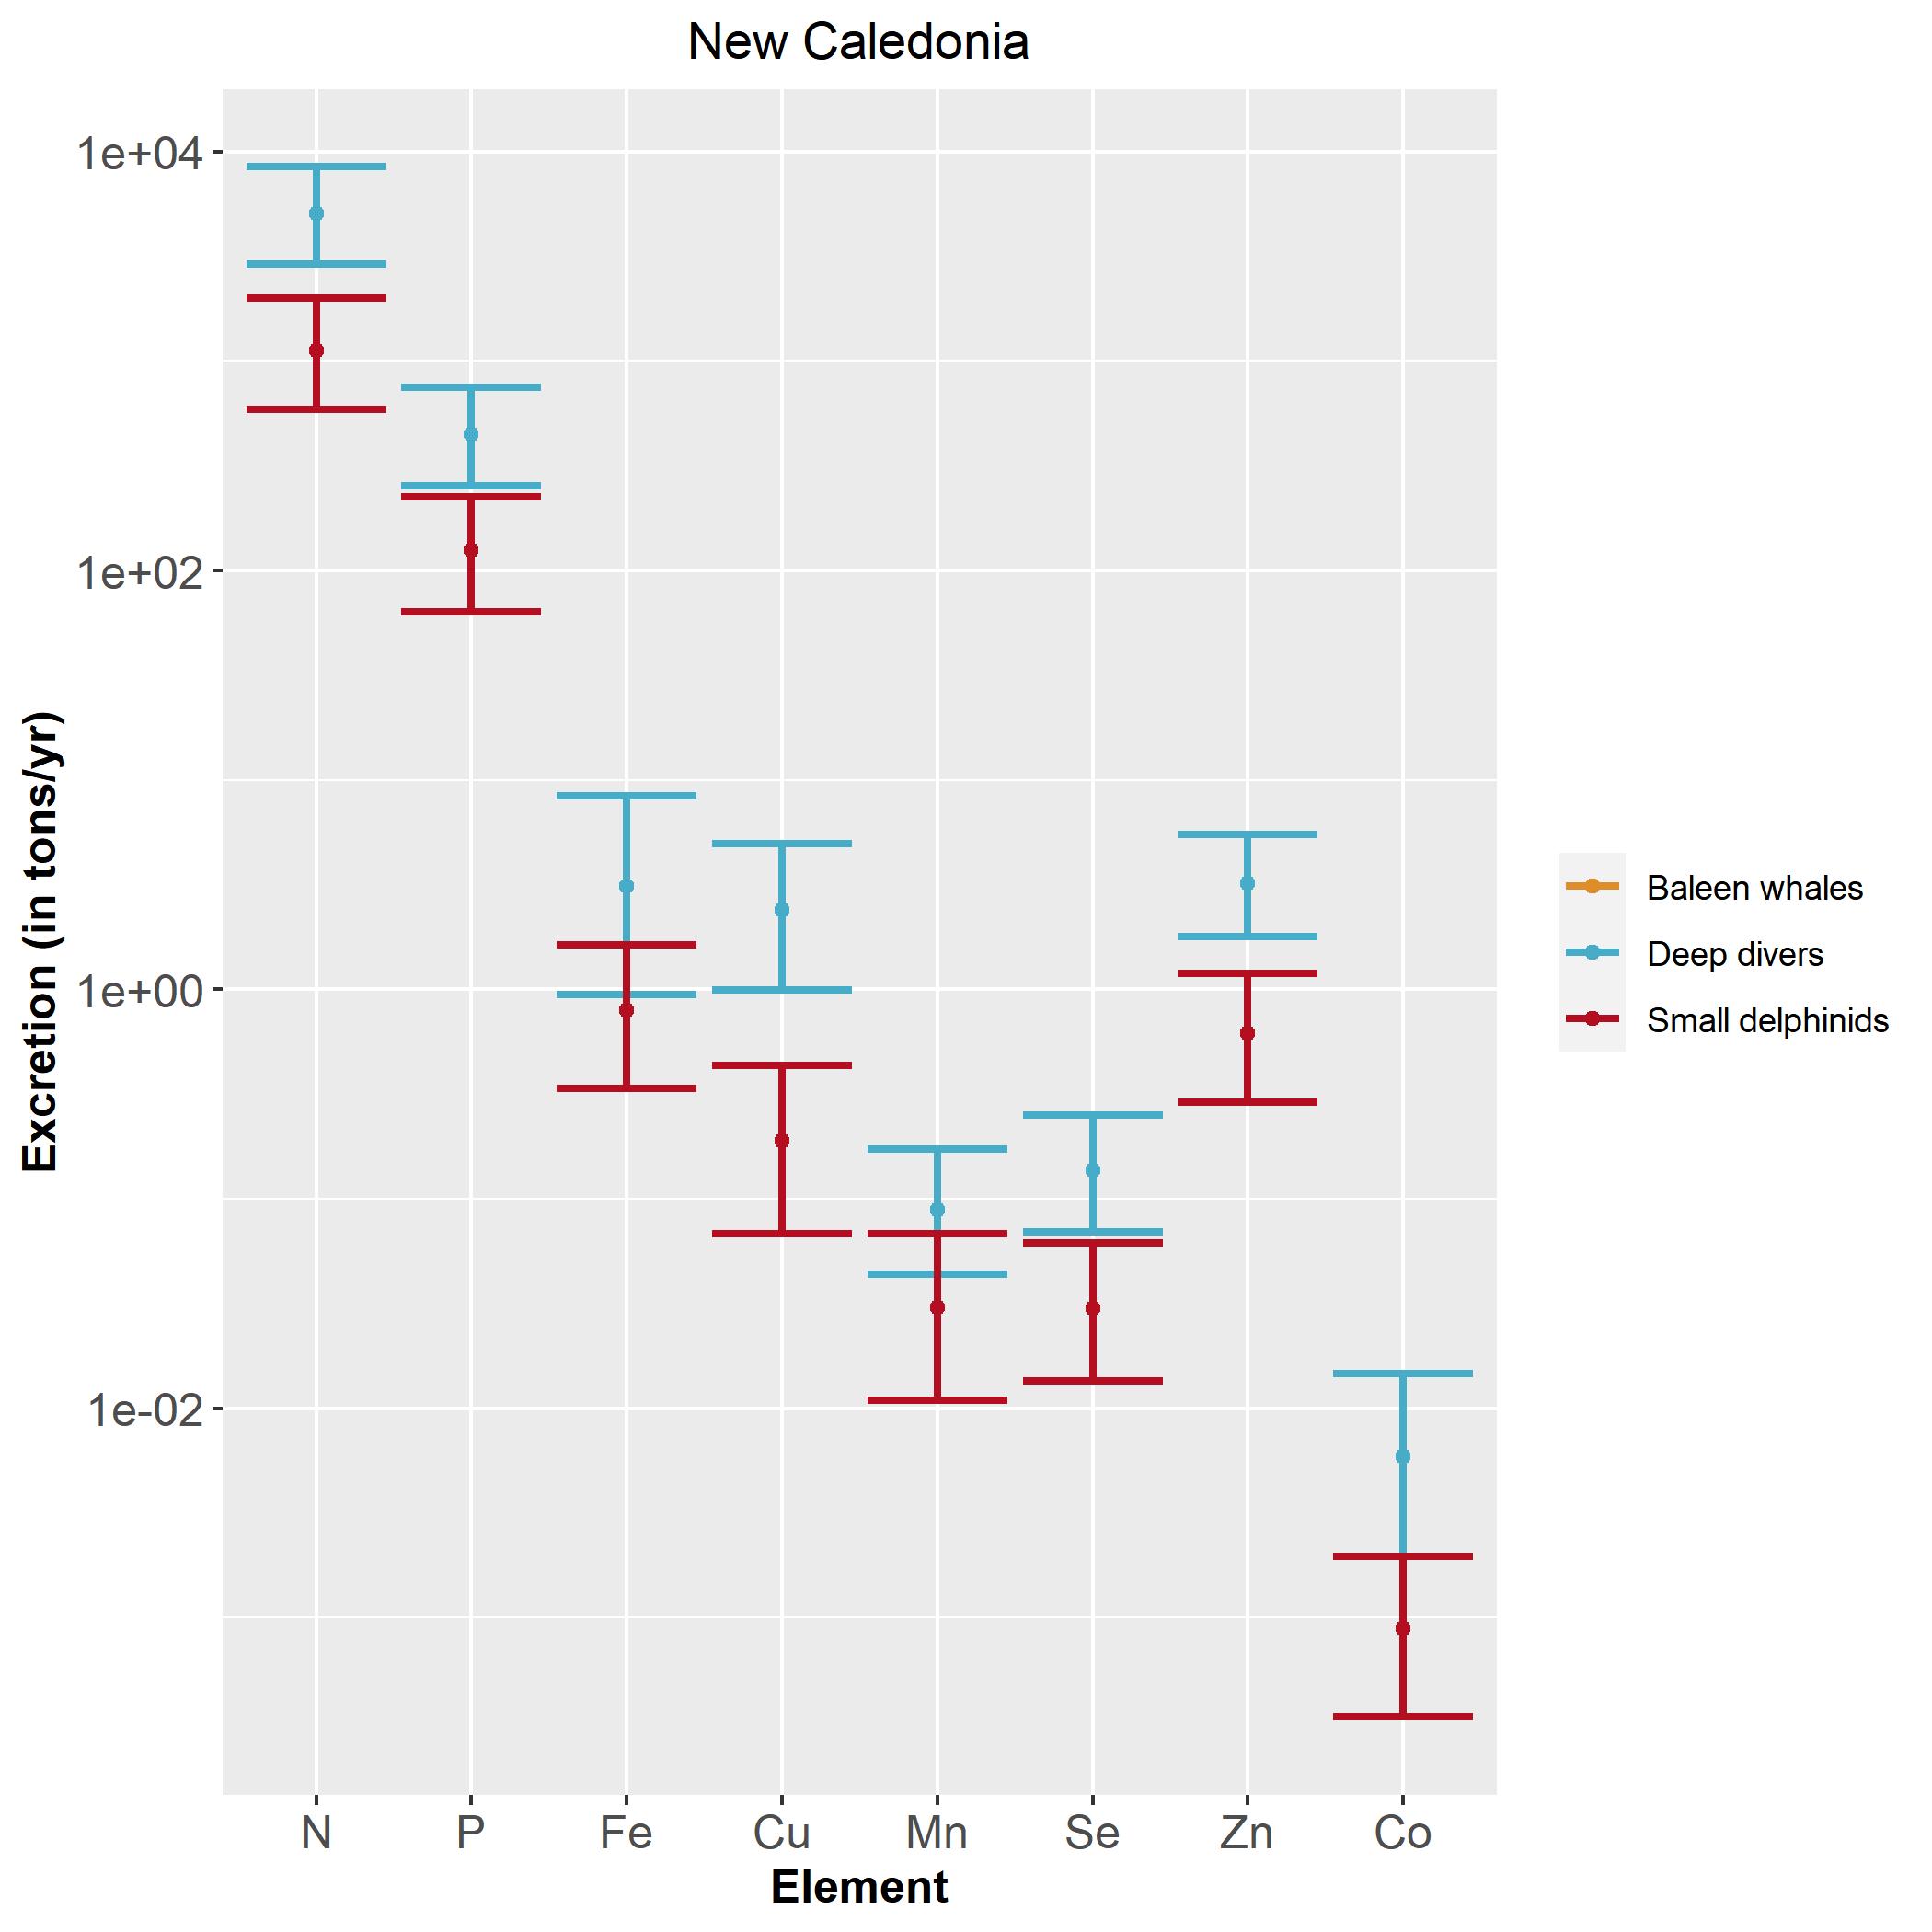 New Caledonia
1e+04
1e+02
1e+00
1e-02
Excretion (in tons/yr)
N P Fe Cu Mn Se Zn Co
Element
Baleen whales
Deep divers
Small delphinids